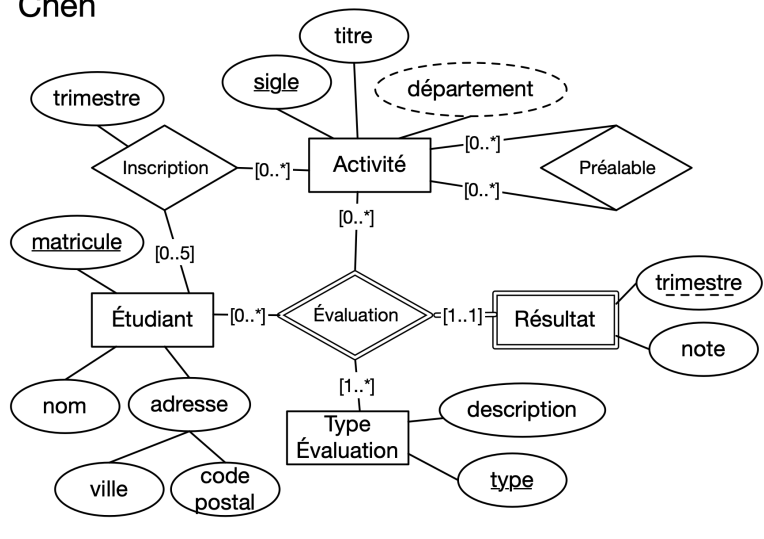 Chen
titre
sigle
département
trimestre
Inscription
[0..*]
Activité
[0..*]
[0..*]
Préalable
[0..*]
matricule
[0..5]
Étudiant
[0..*]
Évaluation
[1..1]
Résultat
trimestre
note
nom
adresse
[1..*]
Type
Évaluation
description
type
ville
code
postal